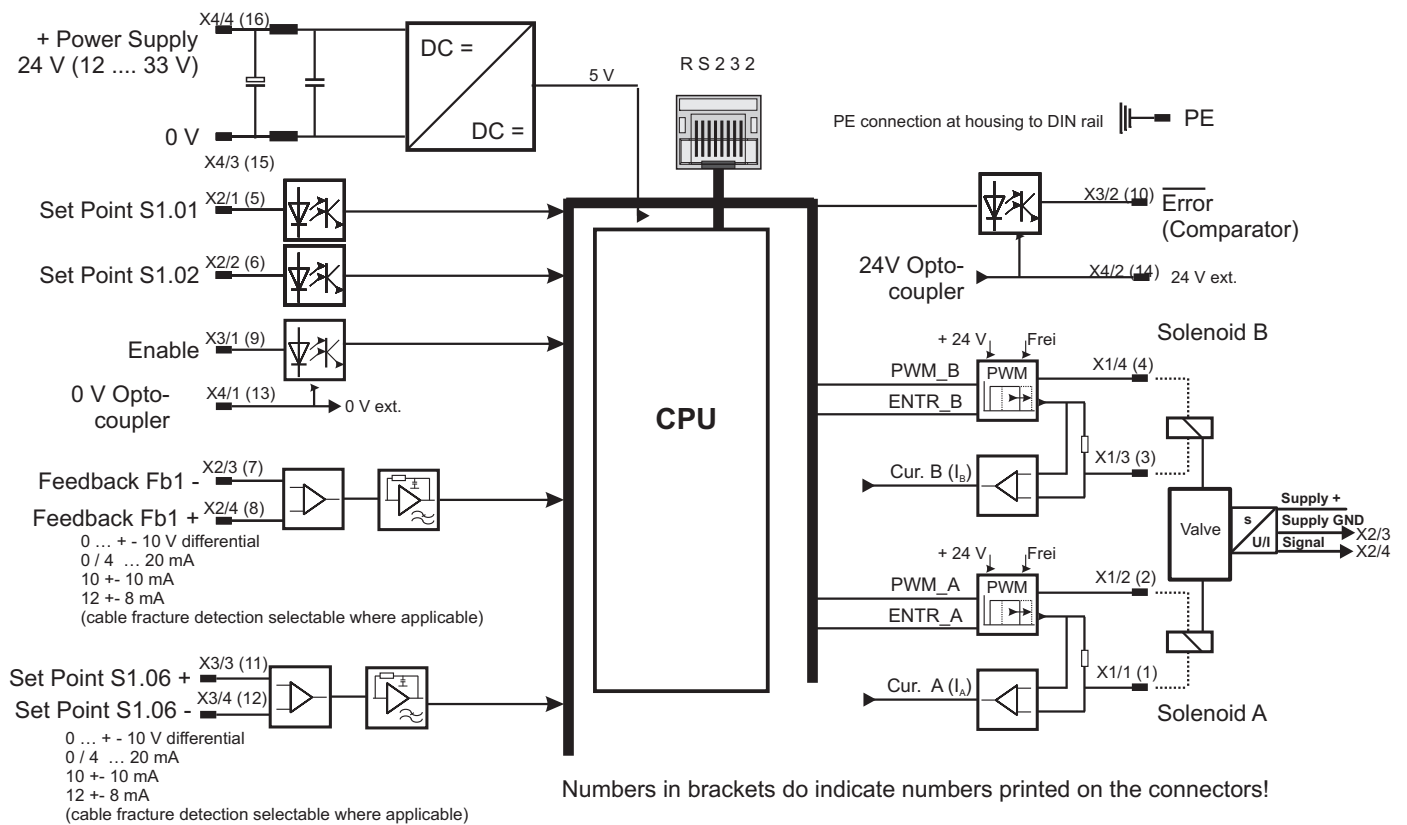 X4/4 (16)
+ Power Supply
24 V (12 .... 33 V)
0 V
X4/3 (15)
DC =
DC =
5 V
RS232
PE connection at housing to DIN rail
PE
Set Point S1.01
X2/1 (5)
Set Point S1.02
X2/2 (6)
Enable
X3/1 (9)
0 V Opto-
coupler
X4/1 (13)
0 V ext.
Feedback Fb1 -
X2/3 (7)
Feedback Fb1 +
X2/4 (8)
0 ... + - 10 V differential
0 / 4 ... 20 mA
10 +- 10 mA
12 +- 8 mA
(cable fracture detection selectable where applicable)
Set Point S1.06 +
X3/3 (11)
Set Point S1.06 -
X3/4 (12)
0 ... + - 10 V differential
0 / 4 ... 20 mA
10 +- 10 mA
12 +- 8 mA
(cable fracture detection selectable where applicable)
CPU
X3/2 (10)
Error
(Comparator)
24V Opto-
coupler
X4/2 (14)
24 V ext.
Solenoid B
+ 24 V
Frei
PWM_B
PWM
X1/4 (4)
ENTR_B
Cur. B (IB)
X1/3 (3)
Valve
s
U/I
Supply +
Supply GND
X2/3
Signal
X2/4
+ 24 V
Frei
PWM_A
PWM
X1/2 (2)
ENTR_A
Cur. A (IA)
X1/1 (1)
Solenoid A
Numbers in brackets do indicate numbers printed on the connectors!